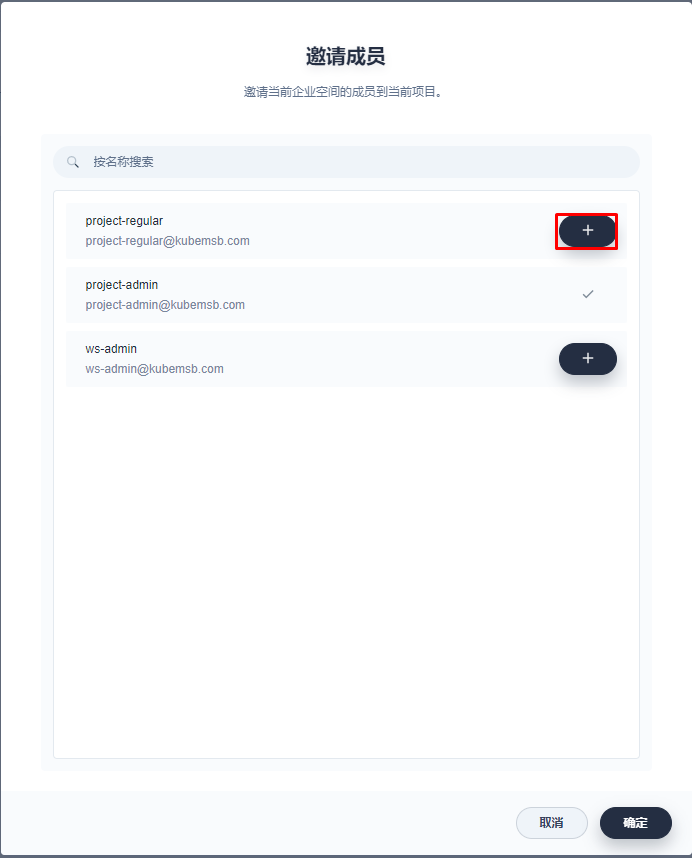 邀请成员
邀请当前企业空间的成员到当前项目。
按名称搜索
project-regular
project-regular@kubemsb.com
project-admin
project-admin@kubemsb.com
ws-admin
ws-admin@kubemsb.com
取消
确定